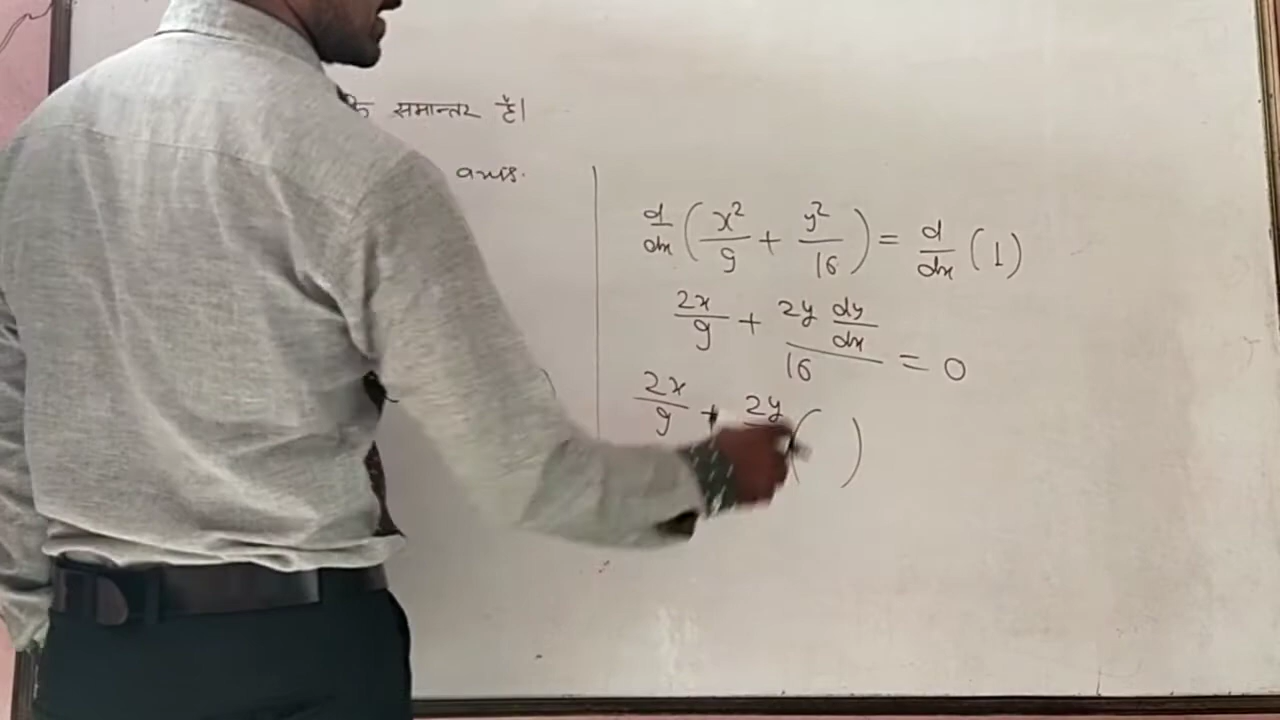 समान्तर है।
axis.
d/dx (x²/9 + y²/16) = d/dx (1)
2x/9 + 2y dy/dx / 16 = 0
2x/9 + 2y ( )